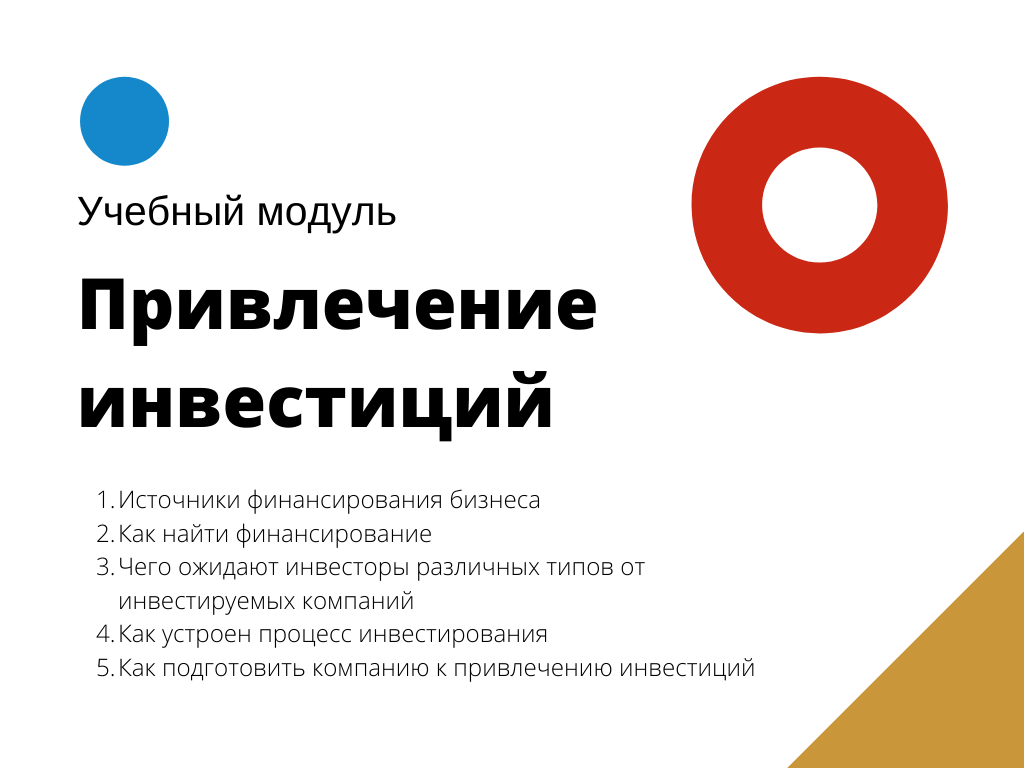 Учебный модуль
Привлечение
инвестиций
1. Источники финансирования бизнеса
2. Как найти финансирование
3. Чего ожидают инвесторы различных типов от
инвестируемых компаний
4. Как устроен процесс инвестирования
5. Как подготовить компанию к привлечению инвестиций